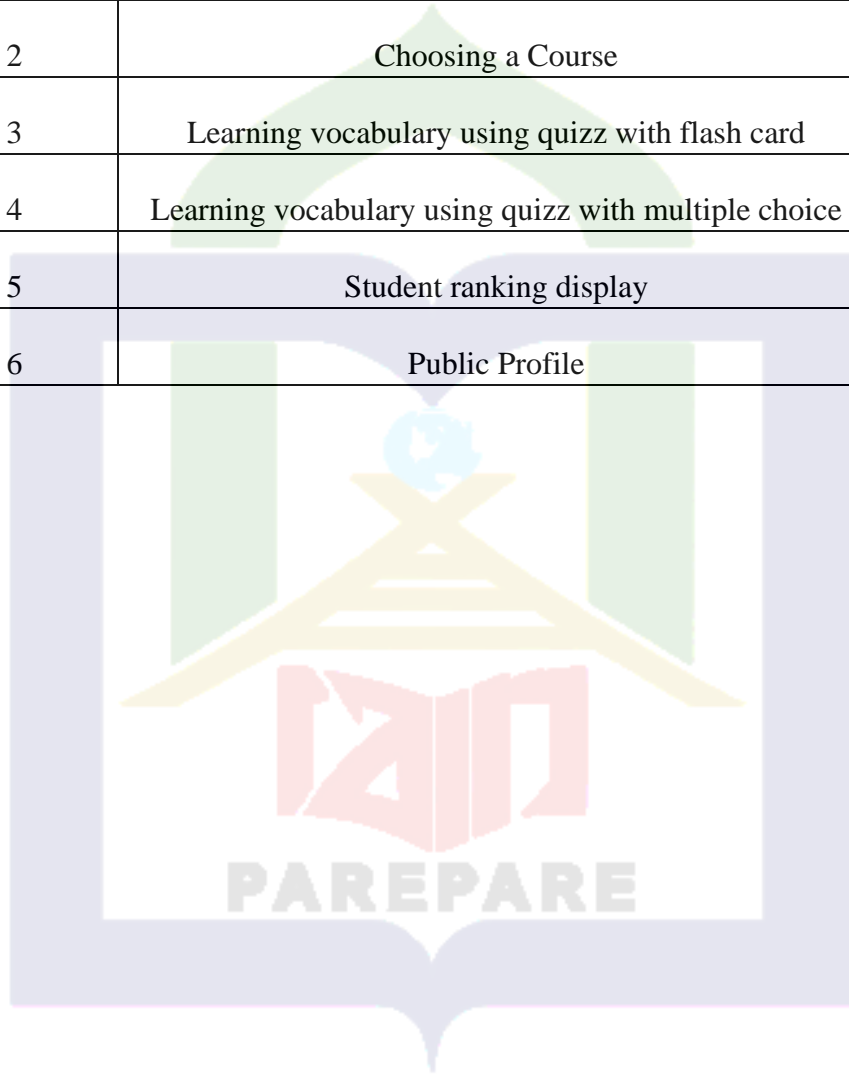 2 Choosing a Course
3 Learning vocabulary using quizz with flash card
4 Learning vocabulary using quizz with multiple choice
5 Student ranking display
6 Public Profile
iain
PAREPARE